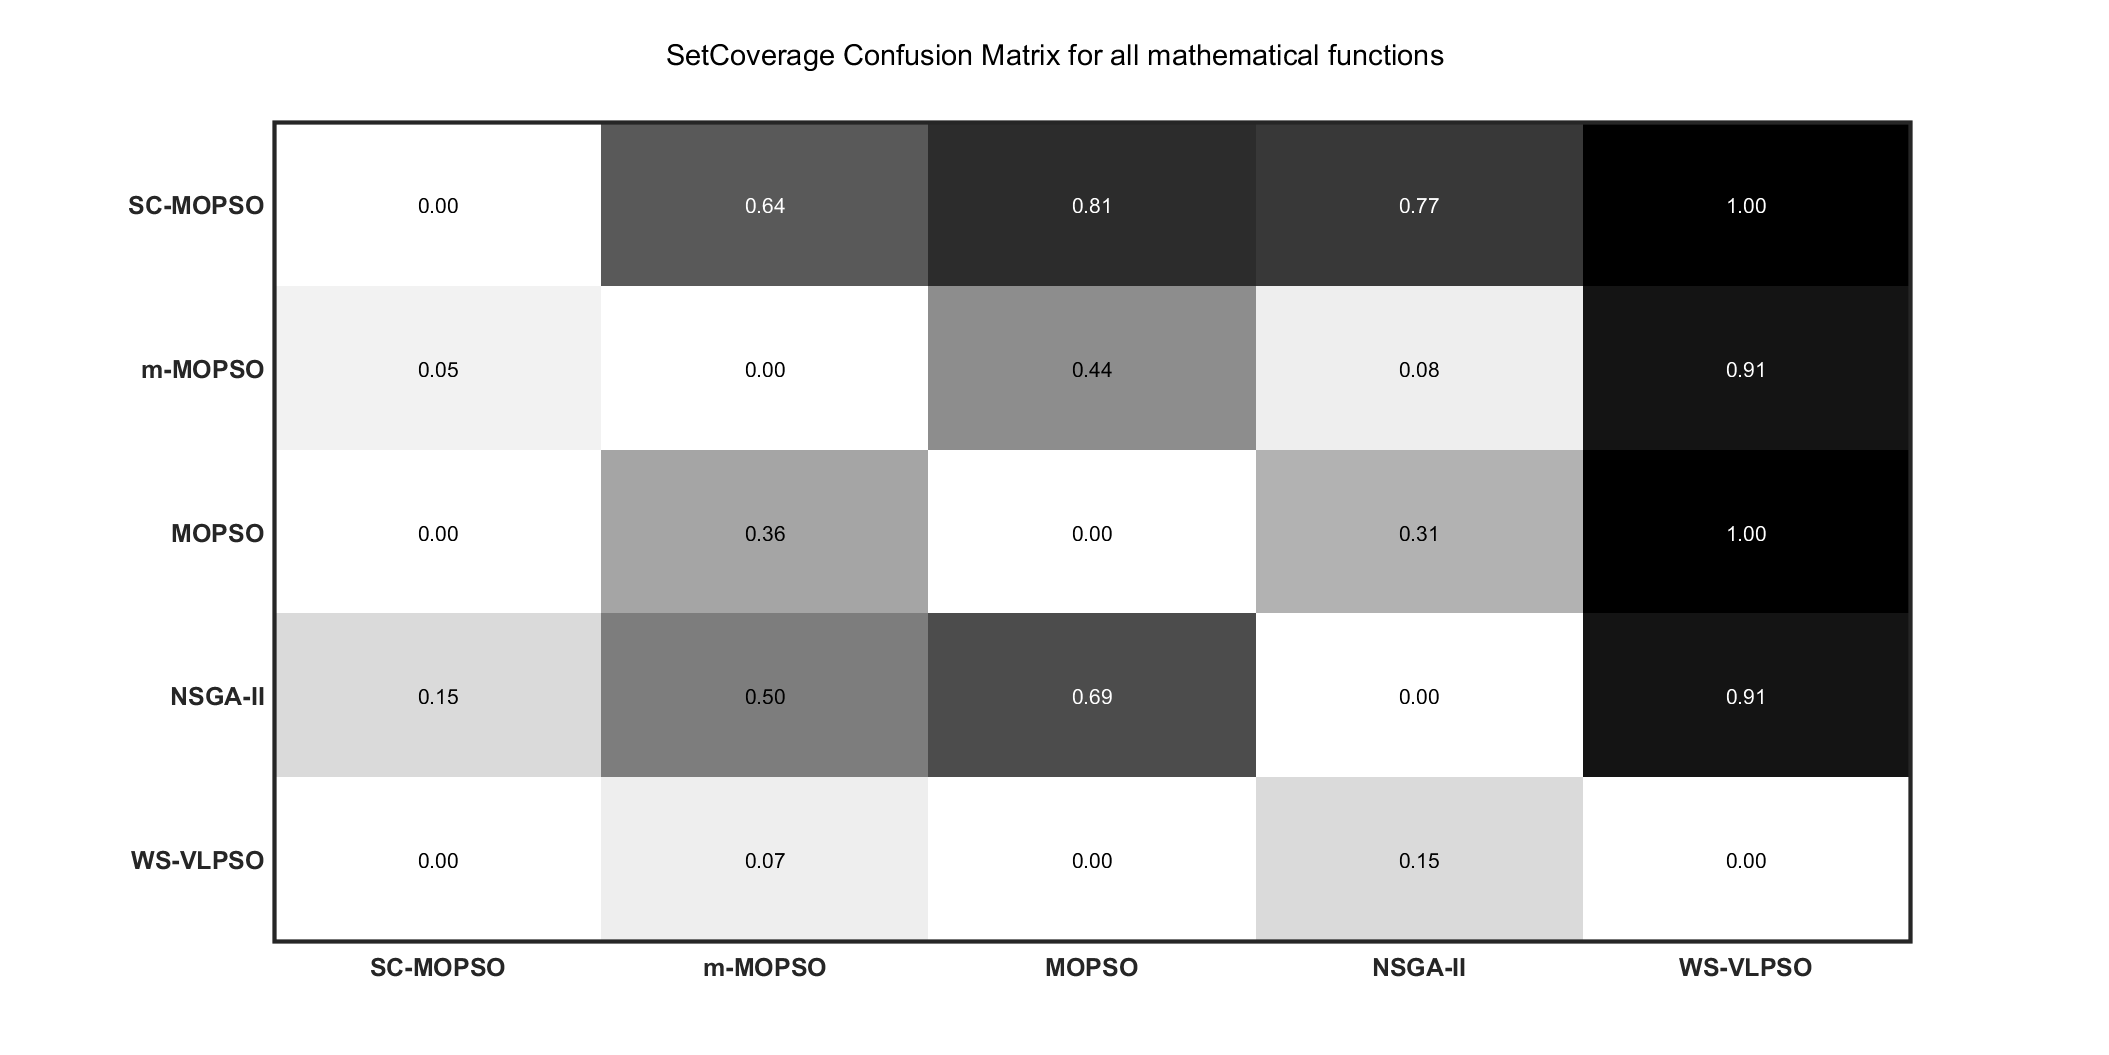 SetCoverage Confusion Matrix for all mathematical functions
SC-MOPSO 0.00 0.64 0.81 0.77 1.00
m-MOPSO 0.05 0.00 0.44 0.08 0.91
MOPSO 0.00 0.36 0.00 0.31 1.00
NSGA-II 0.15 0.50 0.69 0.00 0.91
WS-VLPSO 0.00 0.07 0.00 0.15 0.00
SC-MOPSO m-MOPSO MOPSO NSGA-II WS-VLPSO